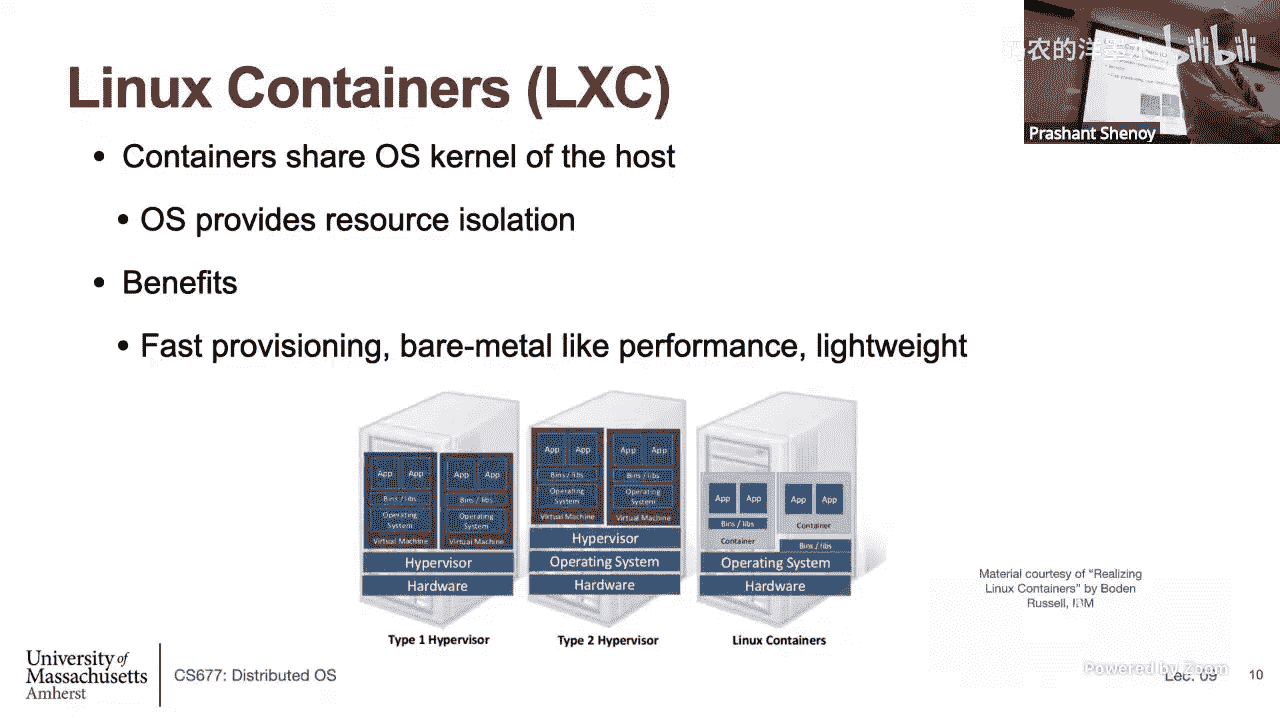 农的洋
bilibili
Prashant Shenoy
Linux Containers (LXC)
• Containers share OS kernel of the host
• OS provides resource isolation
• Benefits
• Fast provisioning, bare-metal like performance, lightweight
App App App App
Bins / libs Bins / libs
Operating System Operating System
Virtual Machine Virtual Machine
Hypervisor
Hardware
Type 1 Hypervisor
App App App App
Bins / libs Bins / libs
Operating System Operating System
Virtual Machine Virtual Machine
Hypervisor
Operating System
Hardware
Type 2 Hypervisor
App App App App
Bins / libs Container
Container Bins / libs
Operating System
Hardware
Linux Containers
Material courtesy of “Realizing
Linux Containers” by Boden
Russell, IBM
University of
Massachusetts
Amherst
CS677: Distributed OS
Powered by Zoom
Lec. 09
10